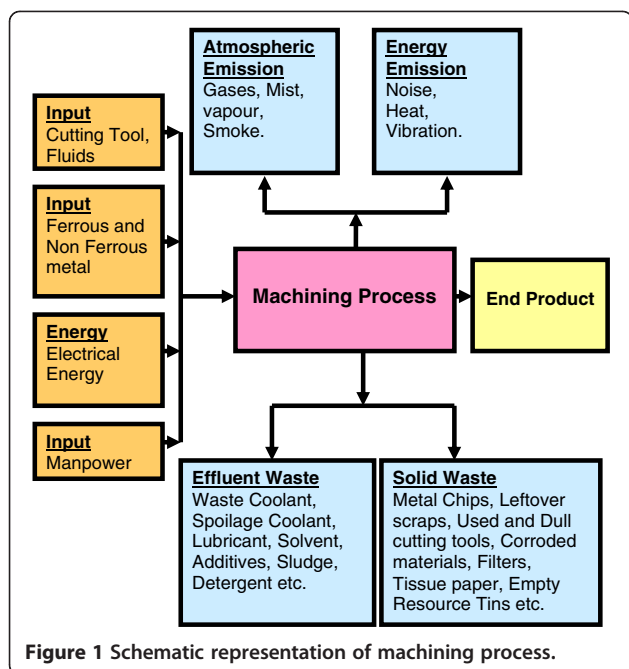 Atmospheric
Emission
Gases, Mist,
vapour,
Smoke.
Energy
Emission
Noise,
Heat,
Vibration.
Input
Cutting Tool,
Fluids
Input
Ferrous and
Non Ferrous
metal
Energy
Electrical
Energy
Input
Manpower
Machining Process
End Product
Effluent Waste
Waste Coolant,
Spoilage Coolant,
Lubricant, Solvent,
Additives, Sludge,
Detergent etc.
Solid Waste
Metal Chips, Leftover
scraps, Used and Dull
cutting tools, Corroded
materials, Filters,
Tissue paper, Empty
Resource Tins etc.
Figure 1 Schematic representation of machining process.